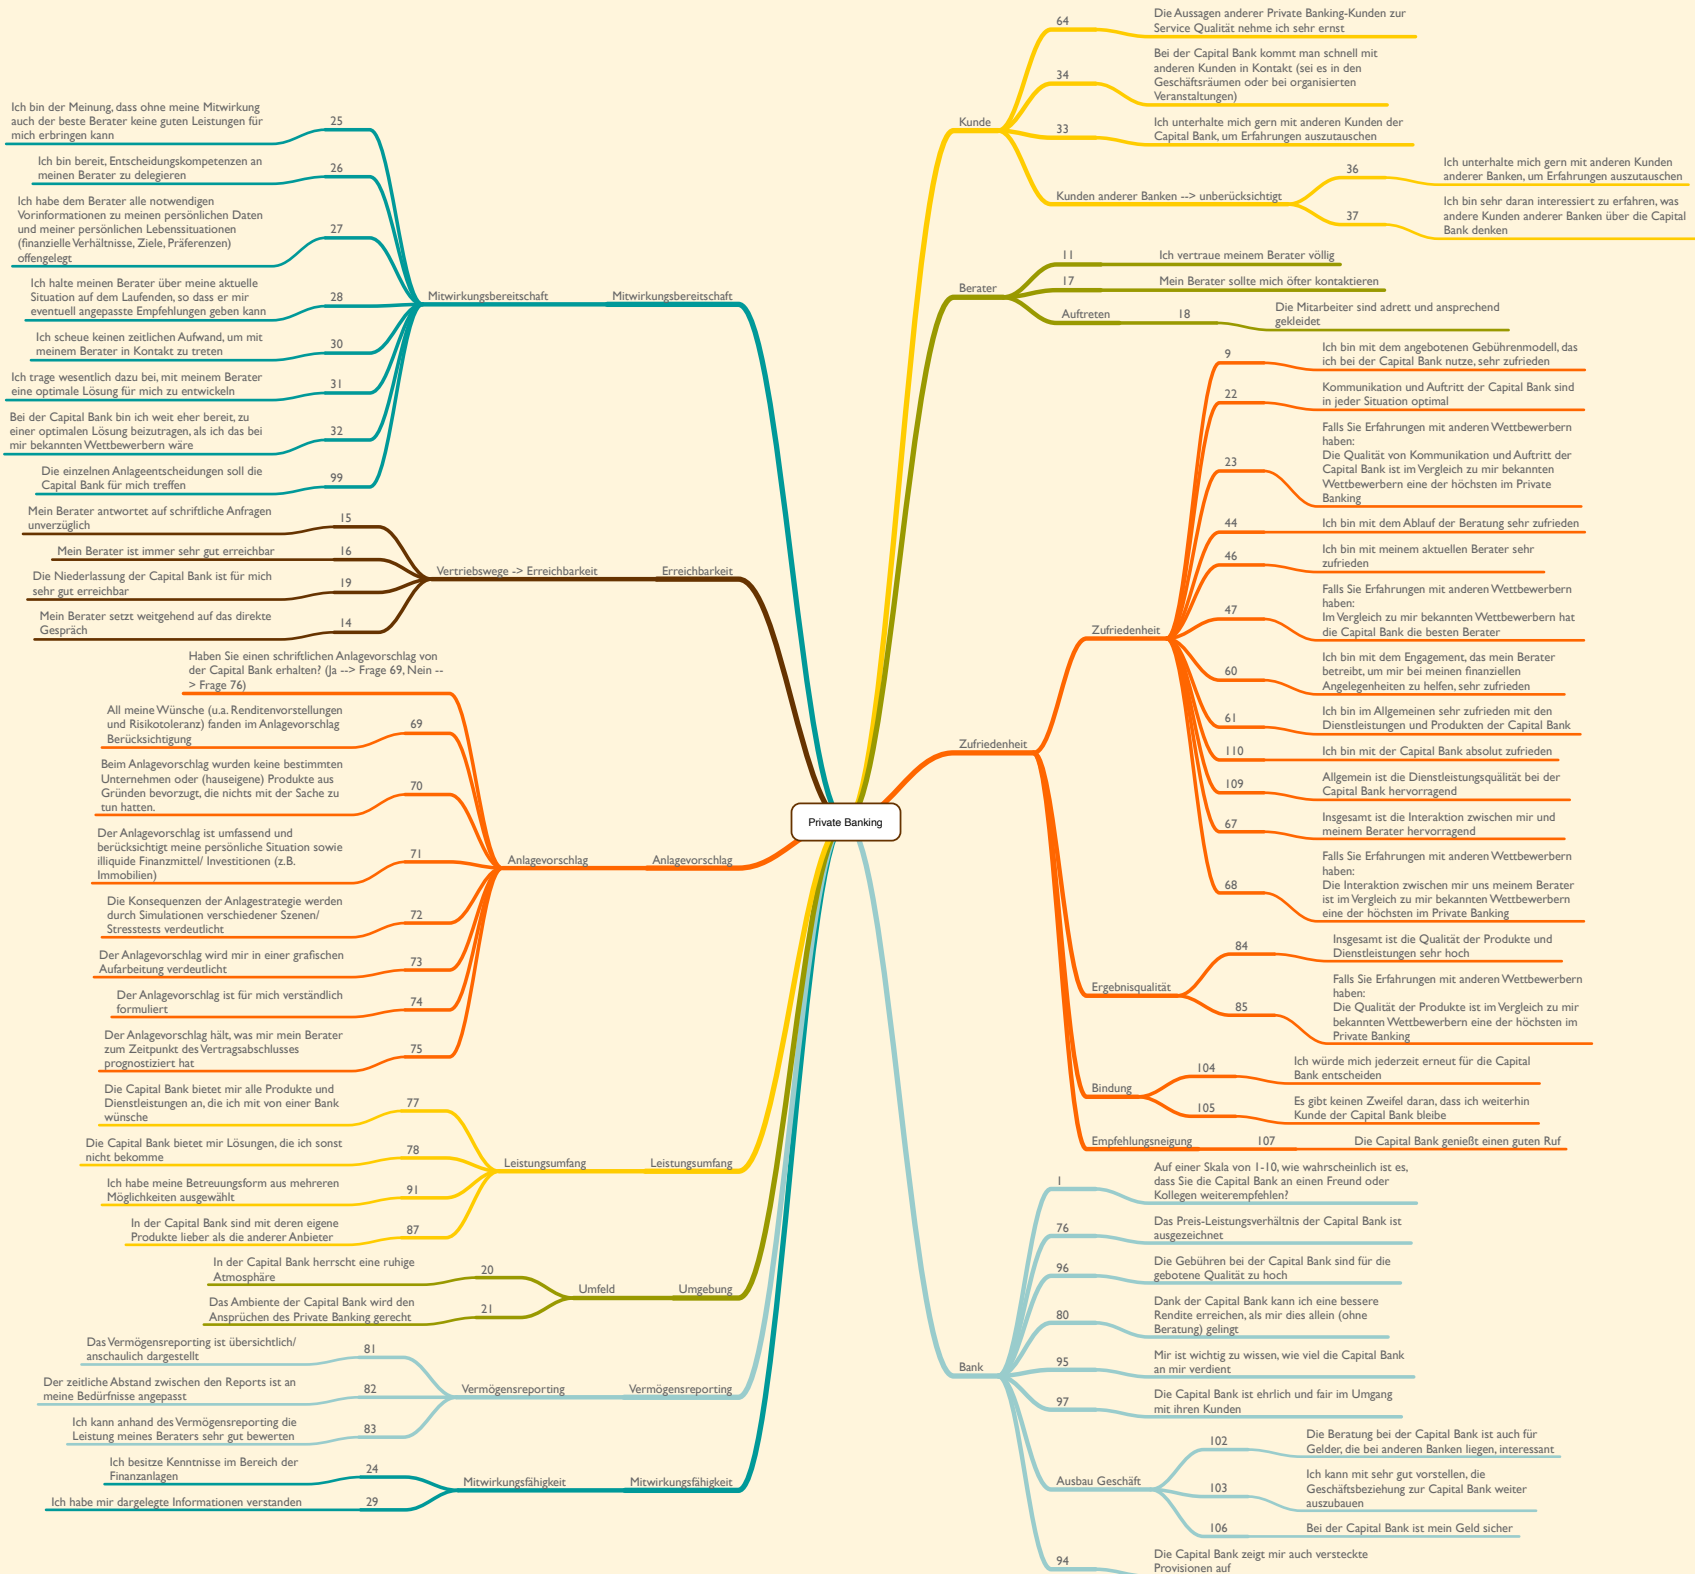 Private Banking
Kunde
64
Die Aussagen anderer Private Banking-Kunden zur
Service Qualität nehme ich sehr ernst
34
Bei der Capital Bank kommt man schnell mit
anderen Kunden in Kontakt (sei es in den
Geschäftsräumen oder bei organisierten
Veranstaltungen)
33
Ich unterhalte mich gern mit anderen Kunden der
Capital Bank, um Erfahrungen auszutauschen
Kunden anderer Banken --> unberücksichtigt
36
Ich unterhalte mich gern mit anderen Kunden
anderer Banken, um Erfahrungen auszutauschen
37
Ich bin sehr daran interessiert zu erfahren, was
andere Kunden anderer Banken über die Capital
Bank denken
Berater
11
Ich vertraue meinem Berater völlig
17
Mein Berater sollte mich öfter kontaktieren
Auftreten
18
Die Mitarbeiter sind adrett und ansprechend
gekleidet
Zufriedenheit
Zufriedenheit
9
Ich bin mit dem angebotenen Gebührenmodell, das
ich bei der Capital Bank nutze, sehr zufrieden
22
Kommunikation und Auftritt der Capital Bank sind
in jeder Situation optimal
23
Falls Sie Erfahrungen mit anderen Wettbewerbern
haben:
Die Qualität von Kommunikation und Auftritt der
Capital Bank ist im Vergleich zu mir bekannten
Wettbewerbern eine der höchsten im Private
Banking
44
Ich bin mit dem Ablauf der Beratung sehr zufrieden
46
Ich bin mit meinem aktuellen Berater sehr
zufrieden
47
Falls Sie Erfahrungen mit anderen Wettbewerbern
haben:
Im Vergleich zu mir bekannten Wettbewerbern hat
die Capital Bank die besten Berater
60
Ich bin mit dem Engagement, das mein Berater
betreibt, um mir bei meinen finanziellen
Angelegenheiten zu helfen, sehr zufrieden
61
Ich bin im Allgemeinen sehr zufrieden mit den
Dienstleistungen und Produkten der Capital Bank
110
Ich bin mit der Capital Bank absolut zufrieden
109
Allgemein ist die Dienstleistungsquälität bei der
Capital Bank hervorragend
67
Insgesamt ist die Interaktion zwischen mir und
meinem Berater hervorragend
68
Falls Sie Erfahrungen mit anderen Wettbewerbern
haben:
Die Interaktion zwischen mir uns meinem Berater
ist im Vergleich zu mir bekannten Wettbewerbern
eine der höchsten im Private Banking
Ergebnisqualität
84
Insgesamt ist die Qualität der Produkte und
Dienstleistungen sehr hoch
85
Falls Sie Erfahrungen mit anderen Wettbewerbern
haben:
Die Qualität der Produkte ist im Vergleich zu mir
bekannten Wettbewerbern eine der höchsten im
Private Banking
Bindung
104
Ich würde mich jederzeit erneut für die Capital
Bank entscheiden
105
Es gibt keinen Zweifel daran, dass ich weiterhin
Kunde der Capital Bank bleibe
Empfehlungsneigung
107
Die Capital Bank genießt einen guten Ruf
Bank
1
Auf einer Skala von 1-10, wie wahrscheinlich ist es,
dass Sie die Capital Bank an einen Freund oder
Kollegen weiterempfehlen?
76
Das Preis-Leistungsverhältnis der Capital Bank ist
ausgezeichnet
96
Die Gebühren bei der Capital Bank sind für die
gebotene Qualität zu hoch
80
Dank der Capital Bank kann ich eine bessere
Rendite erreichen, als mir dies allein (ohne
Beratung) gelingt
95
Mir ist wichtig zu wissen, wie viel die Capital Bank
an mir verdient
97
Die Capital Bank ist ehrlich und fair im Umgang
mit ihren Kunden
Ausbau Geschäft
102
Die Beratung bei der Capital Bank ist auch für
Gelder, die bei anderen Banken liegen, interessant
103
Ich kann mit sehr gut vorstellen, die
Geschäftsbeziehung zur Capital Bank weiter
auszubauen
106
Bei der Capital Bank ist mein Geld sicher
94
Die Capital Bank zeigt mir auch versteckte
Provisionen auf
Mitwirkungsbereitschaft
Mitwirkungsbereitschaft
25
Ich bin der Meinung, dass ohne meine Mitwirkung
auch der beste Berater keine guten Leistungen für
mich erbringen kann
26
Ich bin bereit, Entscheidungskompetenzen an
meinen Berater zu delegieren
27
Ich habe dem Berater alle notwendigen
Vorinformationen zu meinen persönlichen Daten
und meiner persönlichen Lebenssituationen
(finanzielle Verhältnisse, Ziele, Präferenzen)
offengelegt
28
Ich halte meinen Berater über meine aktuelle
Situation auf dem Laufenden, so dass er mir
eventuell angepasste Empfehlungen geben kann
30
Ich scheue keinen zeitlichen Aufwand, um mit
meinem Berater in Kontakt zu treten
31
Ich trage wesentlich dazu bei, mit meinem Berater
eine optimale Lösung für mich zu entwickeln
32
Bei der Capital Bank bin ich weit eher bereit, zu
einer optimalen Lösung beizutragen, als ich das bei
mir bekannten Wettbewerbern wäre
99
Die einzelnen Anlageentscheidungen soll die
Capital Bank für mich treffen
Erreichbarkeit
Vertriebswege -> Erreichbarkeit
15
Mein Berater antwortet auf schriftliche Anfragen
unverzüglich
16
Mein Berater ist immer sehr gut erreichbar
19
Die Niederlassung der Capital Bank ist für mich
sehr gut erreichbar
14
Mein Berater setzt weitgehend auf das direkte
Gespräch
Anlagevorschlag
Anlagevorschlag
Haben Sie einen schriftlichen Anlagevorschlag von
der Capital Bank erhalten? (Ja --> Frage 69, Nein --
> Frage 76)
69
All meine Wünsche (u.a. Renditenvorstellungen
und Risikotoleranz) fanden im Anlagevorschlag
Berücksichtigung
70
Beim Anlagevorschlag wurden keine bestimmten
Unternehmen oder (hauseigene) Produkte aus
Gründen bevorzugt, die nichts mit der Sache zu
tun hatten.
71
Der Anlagevorschlag ist umfassend und
berücksichtigt meine persönliche Situation sowie
illiquide Finanzmittel/ Investitionen (z.B.
Immobilien)
72
Die Konsequenzen der Anlagestrategie werden
durch Simulationen verschiedener Szenen/
Stresstests verdeutlicht
73
Der Anlagevorschlag wird mir in einer grafischen
Aufarbeitung verdeutlicht
74
Der Anlagevorschlag ist für mich verständlich
formuliert
75
Der Anlagevorschlag hält, was mir mein Berater
zum Zeitpunkt des Vertragsabschlusses
prognostiziert hat
Leistungsumfang
Leistungsumfang
77
Die Capital Bank bietet mir alle Produkte und
Dienstleistungen an, die ich mit von einer Bank
wünsche
78
Die Capital Bank bietet mir Lösungen, die ich sonst
nicht bekomme
91
Ich habe meine Betreuungsform aus mehreren
Möglichkeiten ausgewählt
87
In der Capital Bank sind mit deren eigene
Produkte lieber als die anderer Anbieter
Umgebung
Umfeld
20
In der Capital Bank herrscht eine ruhige
Atmosphäre
21
Das Ambiente der Capital Bank wird den
Ansprüchen des Private Banking gerecht
Vermögensreporting
Vermögensreporting
81
Das Vermögensreporting ist übersichtlich/
anschaulich dargestellt
82
Der zeitliche Abstand zwischen den Reports ist an
meine Bedürfnisse angepasst
83
Ich kann anhand des Vermögensreporting die
Leistung meines Beraters sehr gut bewerten
Mitwirkungsfähigkeit
Mitwirkungsfähigkeit
24
Ich besitze Kenntnisse im Bereich der
Finanzanlagen
29
Ich habe mir dargelegte Informationen verstanden